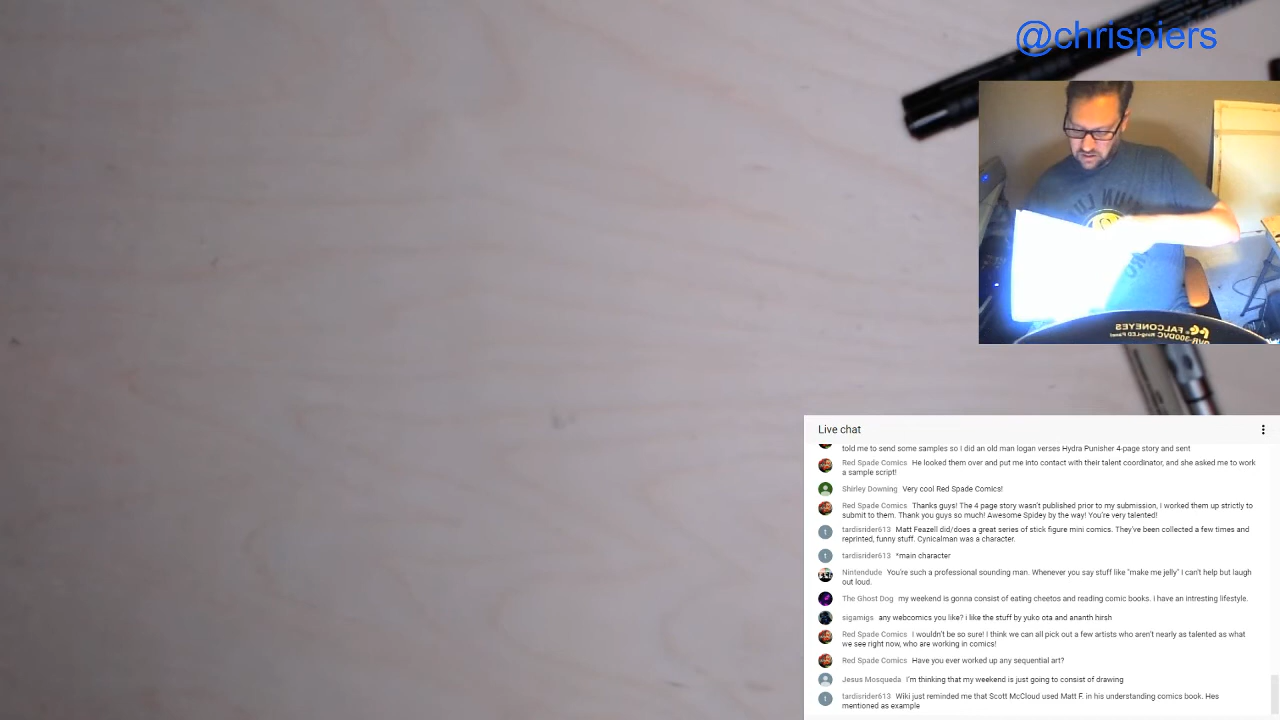 @chrispiers
FALCONEYES
DVR-300DVC Ring-LED Panel
Live chat
told me to send some samples so I did an old man logan verses Hydra Punisher 4-page story and sent
Red Spade Comics He looked them over and put me into contact with their talent coordinator, and she asked me to work
a sample script!
Shirley Downing Very cool Red Spade Comics!
Red Spade Comics Thanks guys! The 4 page story wasn't published prior to my submission, I worked them up strictly to
submit to them. Thank you guys so much! Awesome Spidey by the way! You're very talented!
tardisrider613 Matt Feazell did/does a great series of stick figure mini comics. They've been collected a few times and
reprinted, funny stuff. Cynicalman was a character.
t
tardisrider613 *main character
t
Nintendude You're such a professional sounding man. Whenever you say stuff like "make me jelly" I can't help but laugh
out loud.
The Ghost Dog my weekend is gonna consist of eating cheetos and reading comic books. i have an intresting lifestyle.
sigamigs any webcomics you like? i like the stuff by yuko ota and ananth hirsh
Red Spade Comics I wouldn't be so sure! I think we can all pick out a few artists who aren't nearly as talented as what
we see right now, who are working in comics!
Red Spade Comics Have you ever worked up any sequential art?
Jesus Mosqueda I'm thinking that my weekend is just going to consist of drawing
tardisrider613 Wiki just reminded me that Scott McCloud used Matt F. in his understanding comics book. Hes
mentioned as example
t